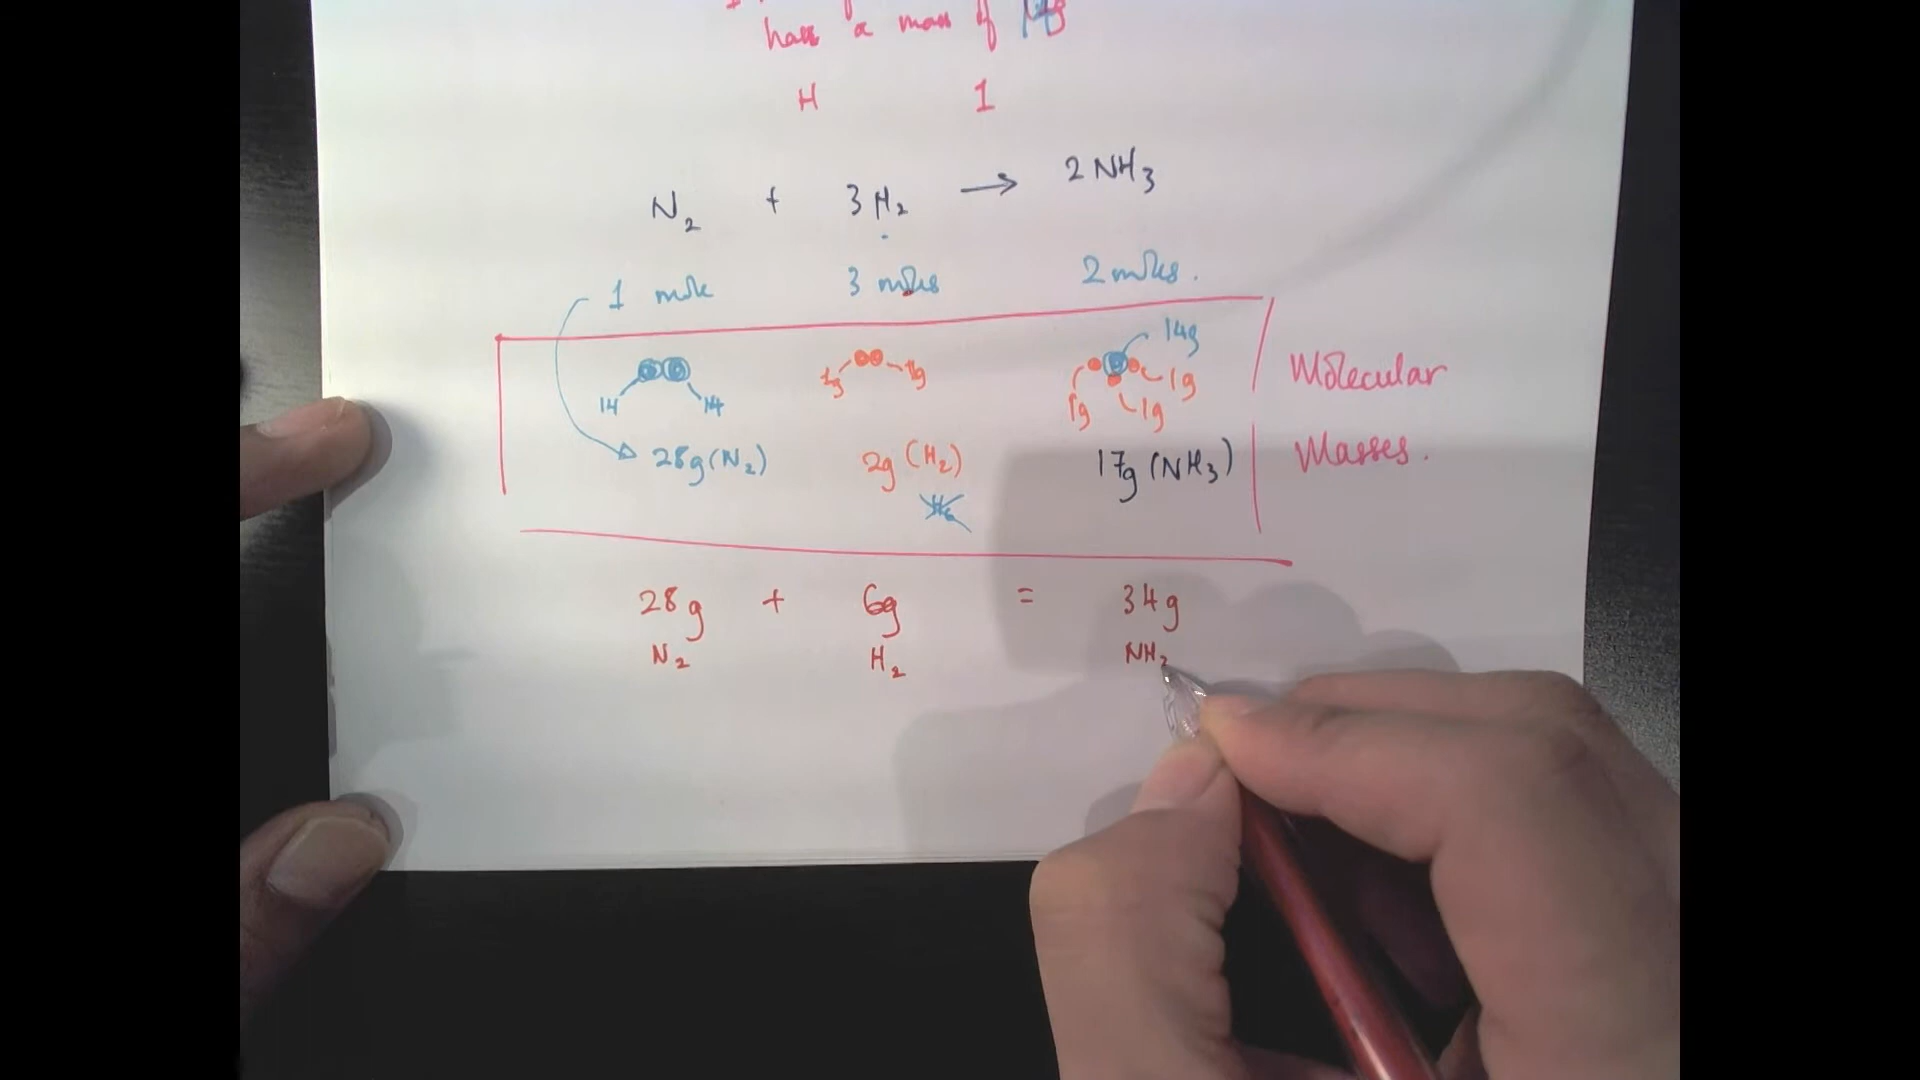 has a mass of
H 1
N₂ + 3H₂ → 2NH₃
1 mole 3 moles 2 moles.
14g
1g 1g 1g
14 14 1g 1g
Molecular
28g(N₂) 2g (H₂) 17g (NH₃)
Masses.
28g + 6g = 34g
N₂ H₂ NH₃